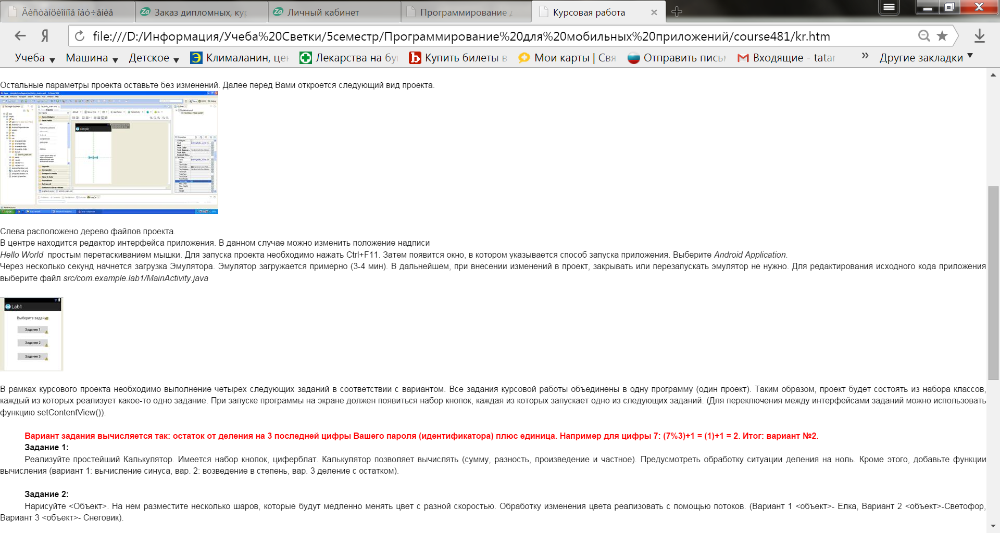 Äèñòàíöèîííîå îáó÷åíèå
Заказ дипломных, кур
Личный кабинет
Программирование д
Курсовая работа
file:///D:/Информация/Учеба%20Светки/5семестр/Программирование%20для%20мобильных%20приложений/course481/kr.htm
Учеба
Машина
Детское
Клималанин, цен
Лекарства на бу
Купить билеты в
Мои карты | Свя
Отправить письм
Входящие - tatar
»
Другие закладки
Остальные параметры проекта оставьте без изменений. Далее перед Вами откроется следующий вид проекта.
simple
Слева расположено дерево файлов проекта.
В центре находится редактор интерфейса приложения. В данном случае можно изменить положение надписи
Hello World простым перетаскиванием мышки. Для запуска проекта необходимо нажать Ctrl+F11. Затем появится окно, в котором указывается способ запуска приложения. Выберите Android Application.
Через несколько секунд начнется загрузка Эмулятора. Эмулятор загружается примерно (3-4 мин). В дальнейшем, при внесении изменений в проект, закрывать или перезапускать эмулятор не нужно. Для редактирования исходного кода приложения
выберите файл src/com.example.lab1/MainActivity.java
Lab1
Выберите задание
Задание 1
Задание 2
Задание 3
В рамках курсового проекта необходимо выполнение четырех следующих заданий в соответствии с вариантом. Все задания курсовой работы объединены в одну программу (один проект). Таким образом, проект будет состоять из набора классов,
каждый из которых реализует какое-то одно задание. При запуске программы на экране должен появиться набор кнопок, каждая из которых запускает одно из следующих заданий. (Для переключения между интерфейсами заданий можно использовать
функцию setContentView()).
Вариант задания вычисляется так: остаток от деления на 3 последней цифры Вашего пароля (идентификатора) плюс единица. Например для цифры 7: (7%3)+1 = (1)+1 = 2. Итог: вариант №2.
Задание 1:
Реализуйте простейший Калькулятор. Имеется набор кнопок, циферблат. Калькулятор позволяет вычислять (сумму, разность, произведение и частное). Предусмотреть обработку ситуации деления на ноль. Кроме этого, добавьте функции
вычисления (вариант 1: вычисление синуса, вар. 2: возведение в степень, вар. 3 деление с остатком).
Задание 2:
Нарисуйте <Объект>. На нем разместите несколько шаров, которые будут медленно менять цвет с разной скоростью. Обработку изменения цвета реализовать с помощью потоков. (Вариант 1 <объект>- Елка, Вариант 2 <объект>-Светофор,
Вариант 3 <объект>- Снеговик).